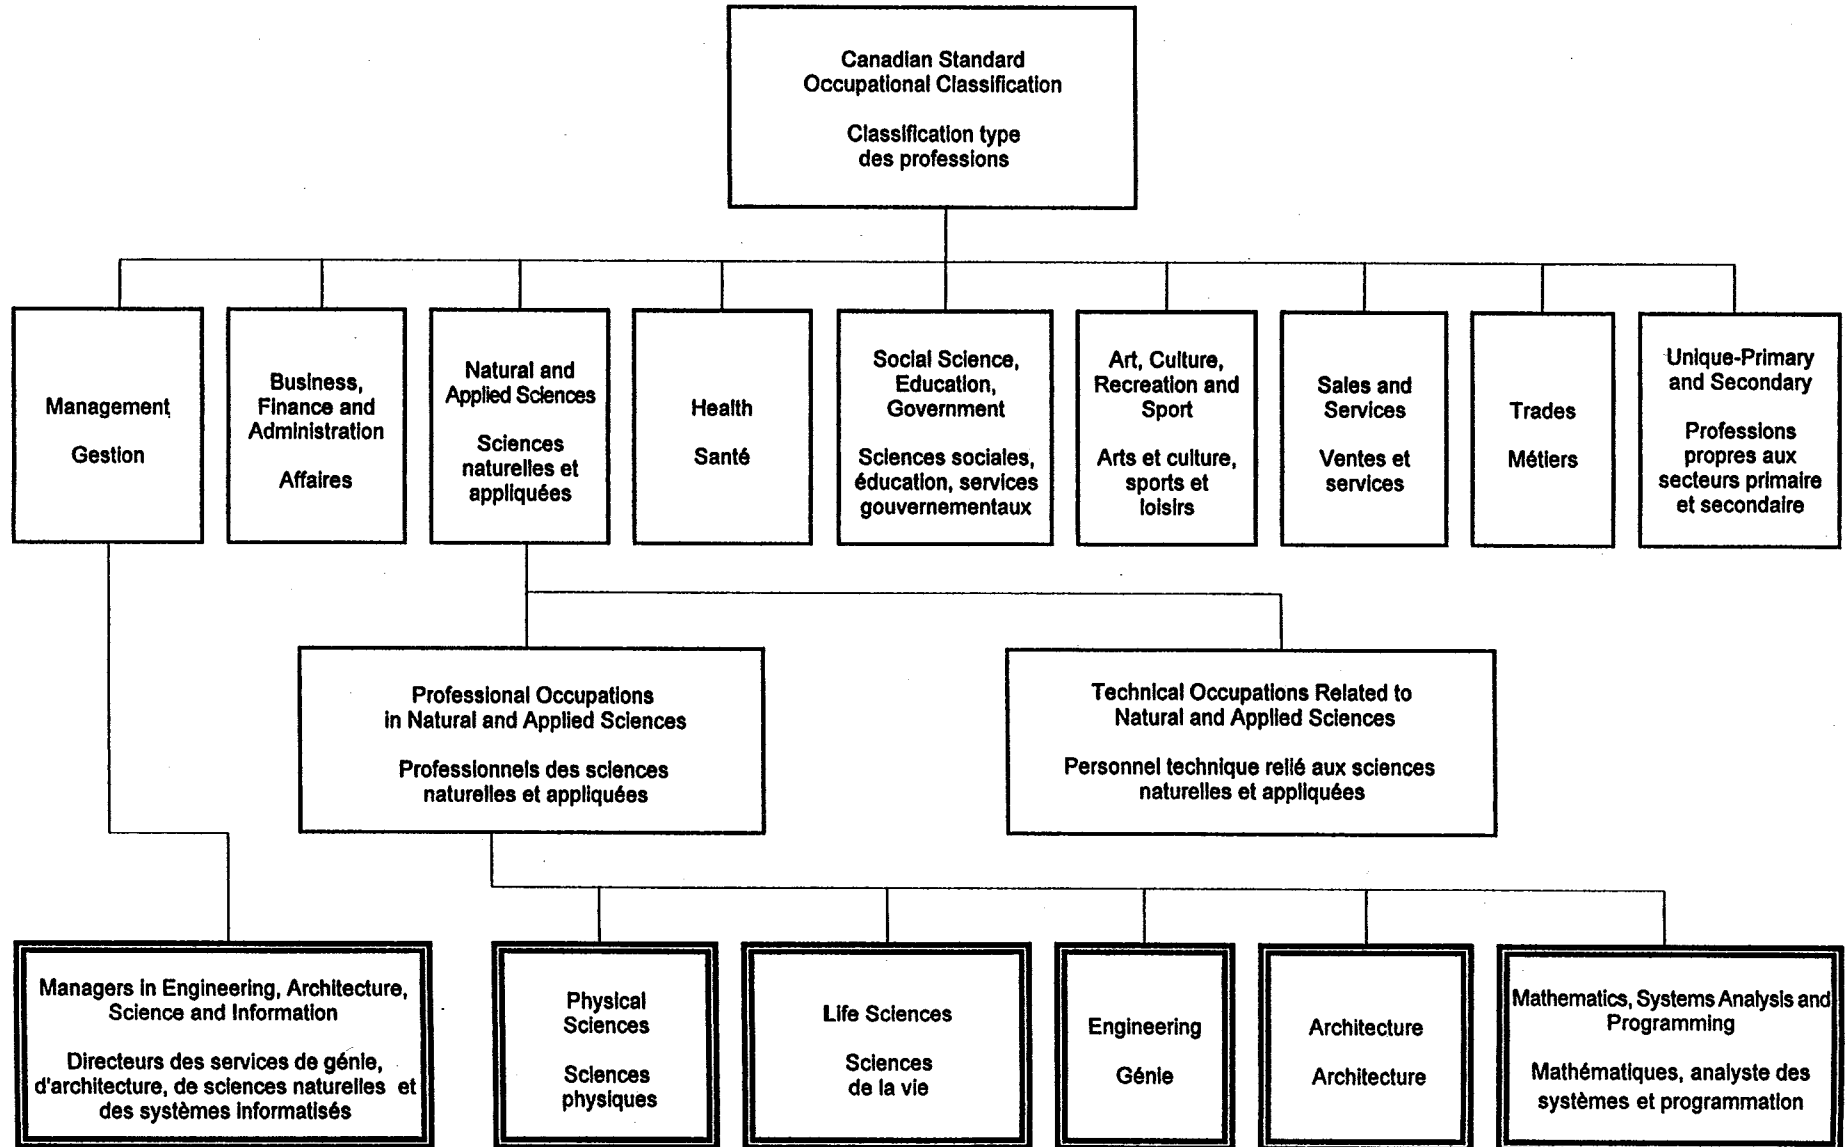 Canadian Standard
Occupational Classification
Classification type
des professions
Management
Gestion
Business,
Finance and
Administration
Affaires
Natural and
Applied Sciences
Sciences
naturelles et
appliquées
Health
Santé
Social Science,
Education,
Government
Sciences sociales,
éducation, services
gouvernementaux
Art, Culture,
Recreation and
Sport
Arts et culture,
sports et
loisirs
Sales and
Services
Ventes et
services
Trades
Métiers
Unique-Primary
and Secondary
Professions
propres aux
secteurs primaire
et secondaire
Professional Occupations
in Natural and Applied Sciences
Professionnels des sciences
naturelles et appliquées
Technical Occupations Related to
Natural and Applied Sciences
Personnel technique relié aux sciences
naturelles et appliquées
Managers in Engineering, Architecture,
Science and Information
Directeurs des services de génie,
d'architecture, de sciences naturelles et
des systèmes informatisés
Physical
Sciences
Sciences
physiques
Life Sciences
Sciences
de la vie
Engineering
Génie
Architecture
Architecture
Mathematics, Systems Analysis and
Programming
Mathématiques, analyste des
systèmes et programmation